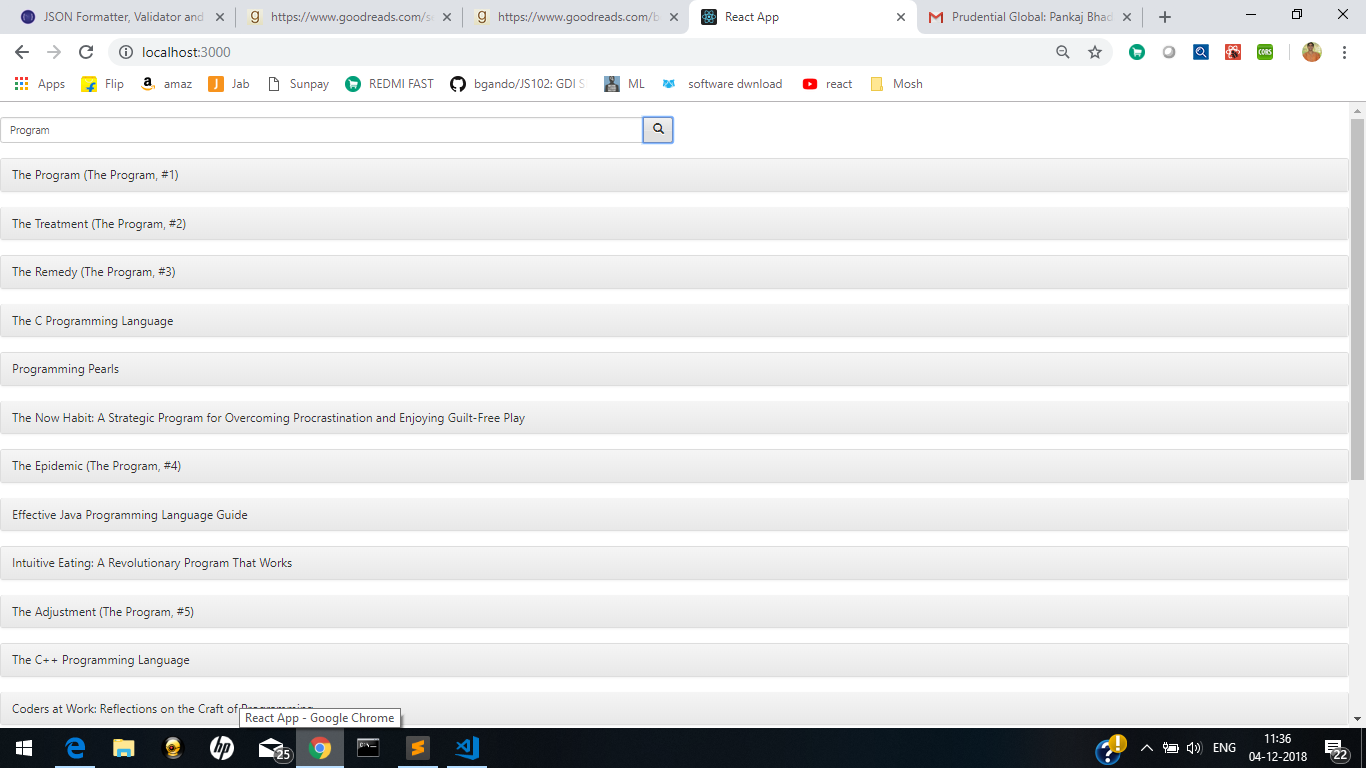 JSON Formatter, Validator and
https://www.goodreads.com/se
https://www.goodreads.com/b
React App
Prudential Global: Pankaj Bhad
localhost:3000
CORS
Apps
Flip
amaz
Jab
Sunpay
REDMI FAST
bgando/JS102: GDI S
ML
software dwnload
react
Mosh
Program
The Program (The Program, #1)
The Treatment (The Program, #2)
The Remedy (The Program, #3)
The C Programming Language
Programming Pearls
The Now Habit: A Strategic Program for Overcoming Procrastination and Enjoying Guilt-Free Play
The Epidemic (The Program, #4)
Effective Java Programming Language Guide
Intuitive Eating: A Revolutionary Program That Works
The Adjustment (The Program, #5)
The C++ Programming Language
Coders at Work: Reflections on the Craft of Programming
React App - Google Chrome
25
ENG
11:36
04-12-2018
22